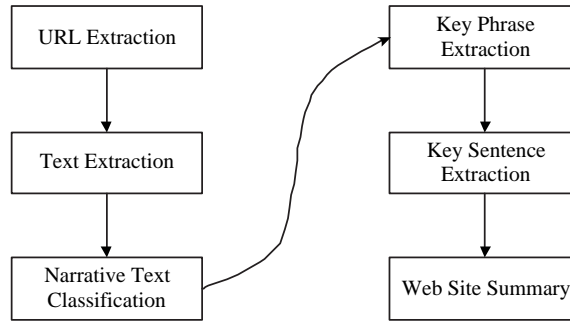 URL Extraction
Text Extraction
Narrative Text
Classification
Key Phrase
Extraction
Key Sentence
Extraction
Web Site Summary